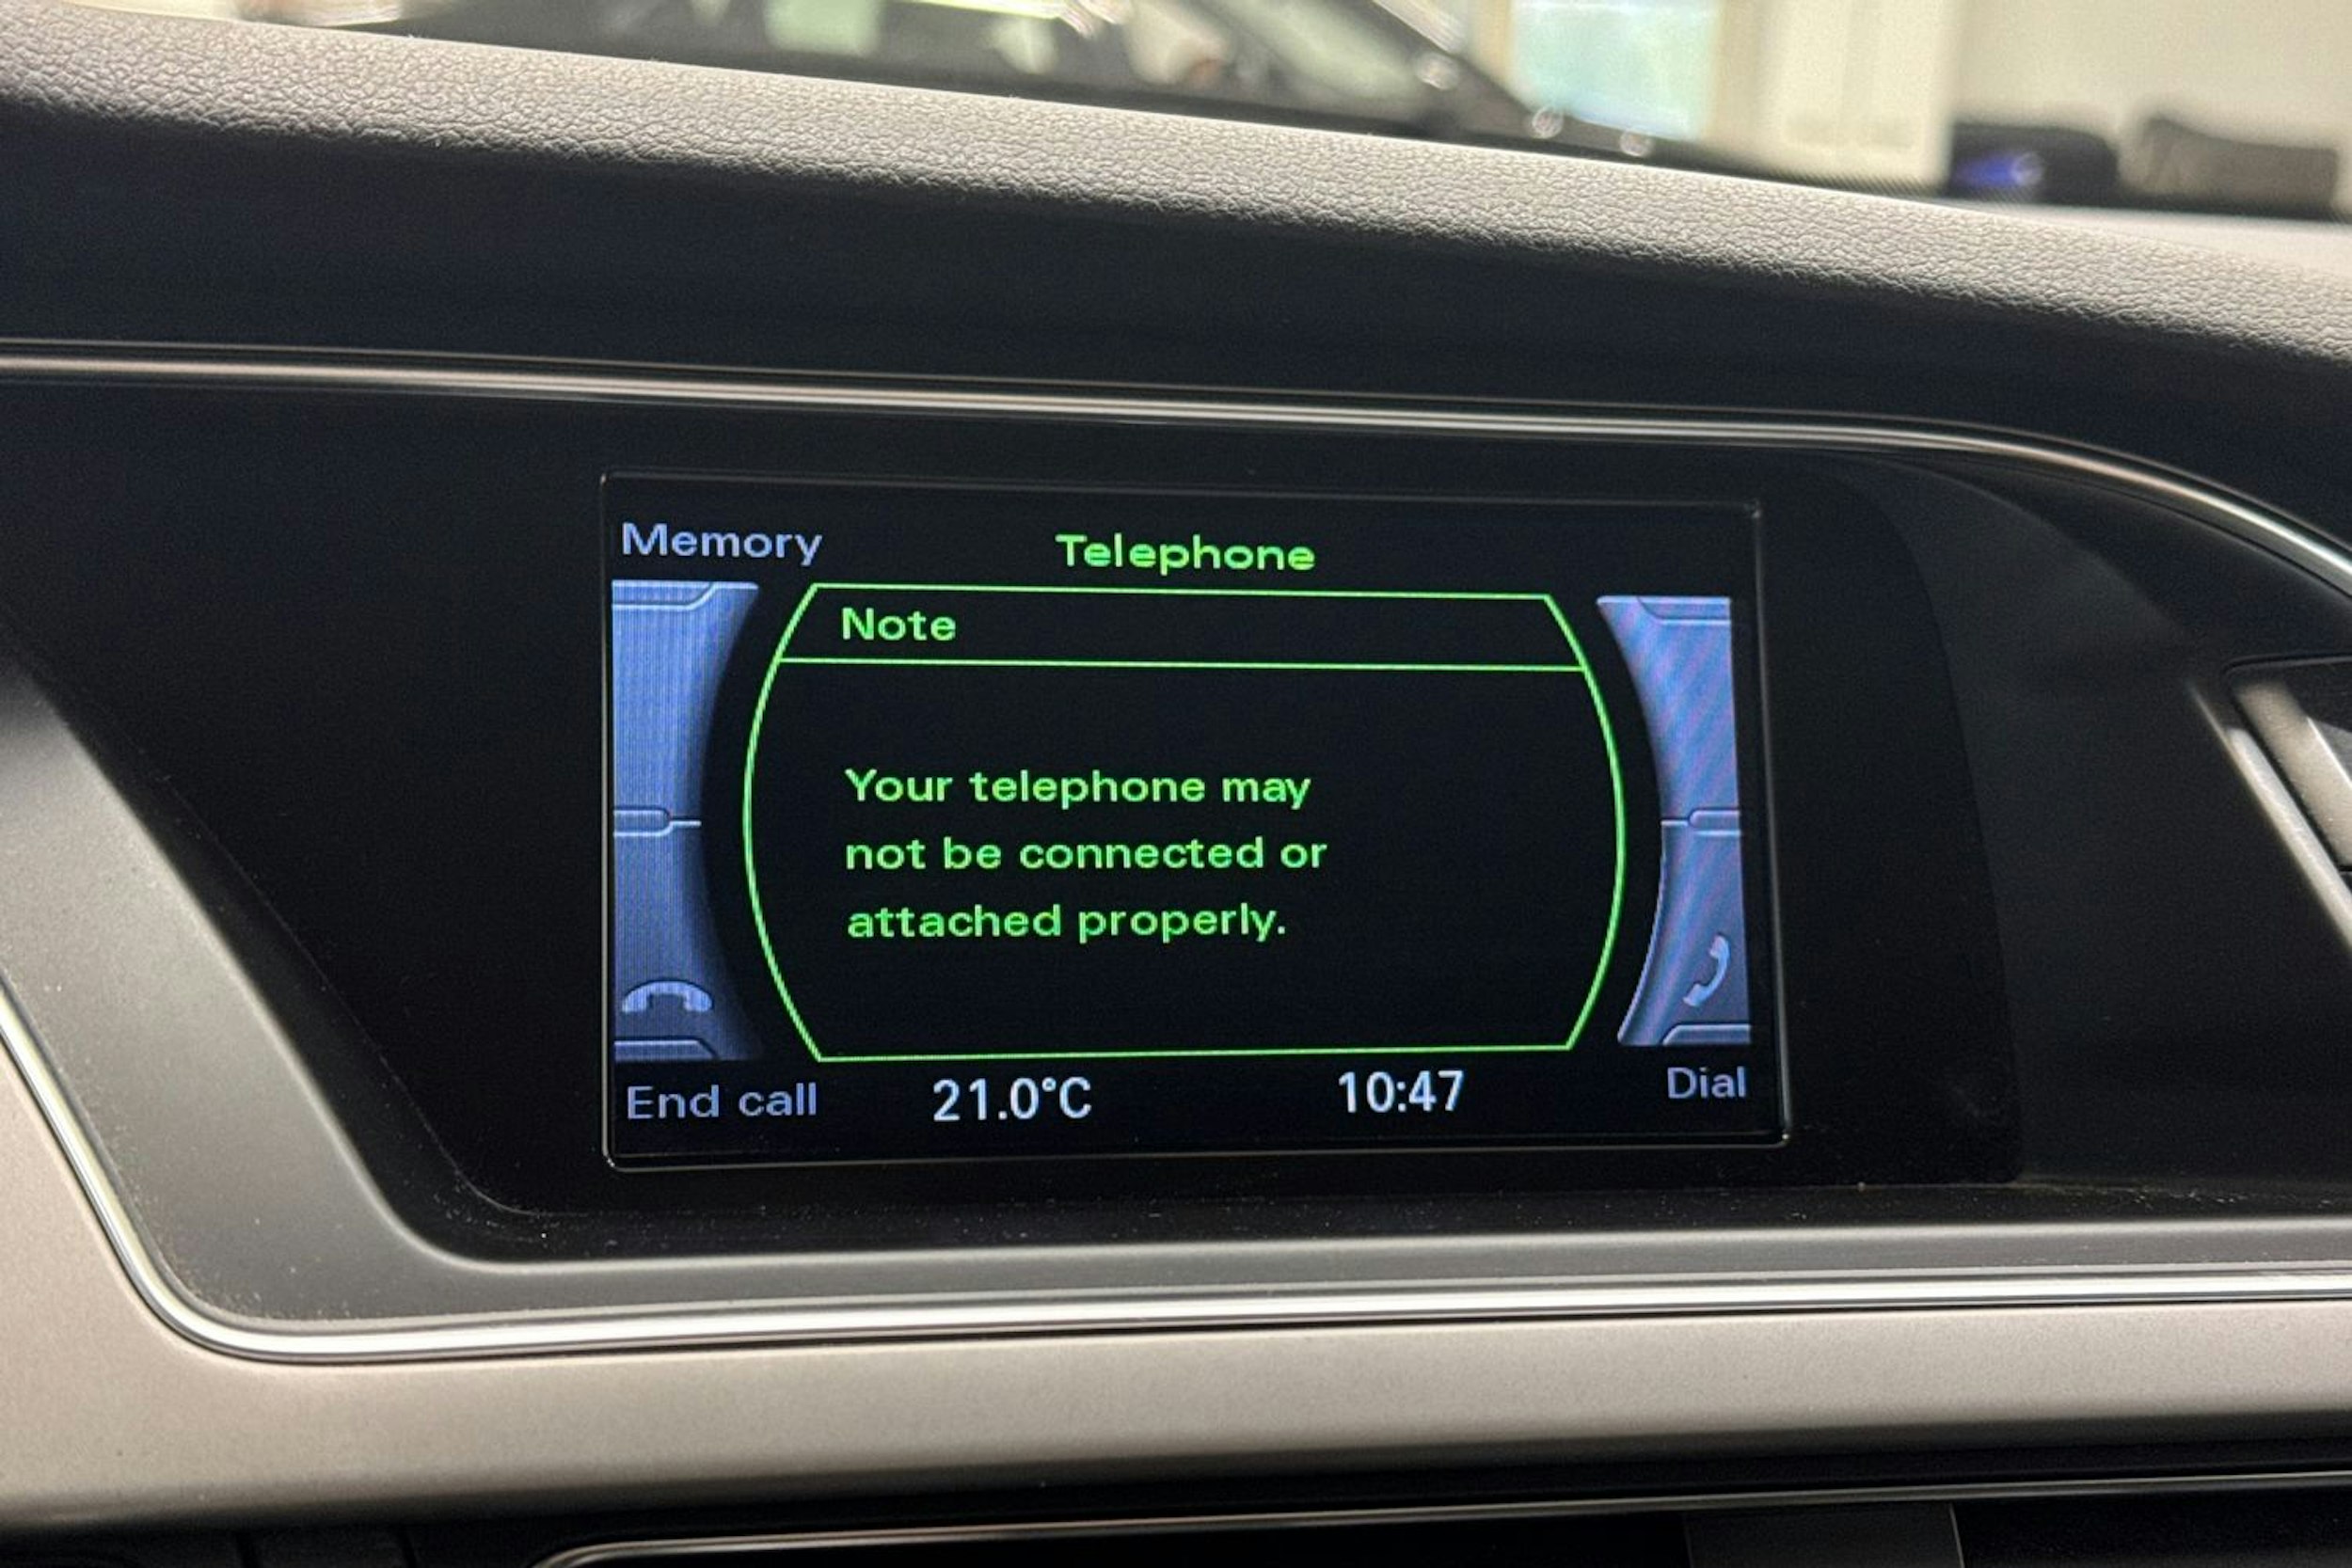 Memory
Telephone
Note
Your telephone may
not be connected or
attached properly.
End call
21.0°C
10:47
Dial